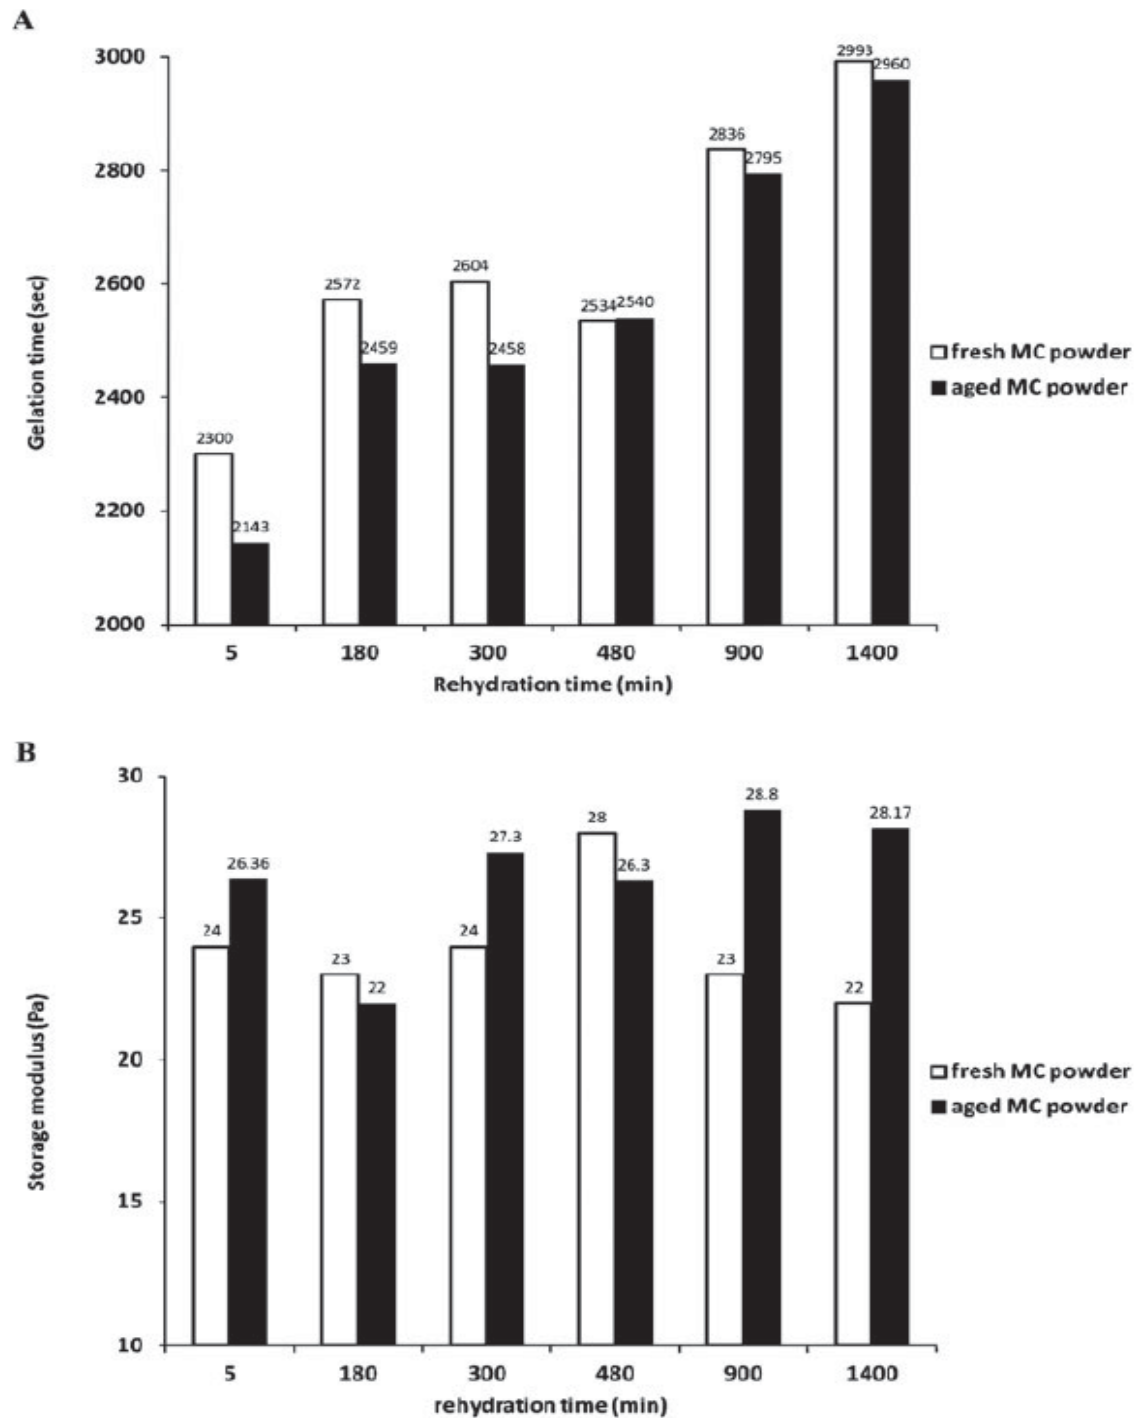 A
3000
2800
2600
2400
2200
2000
Gelation time (sec)
2300
2143
2572
2459
2604
2458
2534
2540
2836
2795
2993
2960
5 180 300 480 900 1400
Rehydration time (min)
fresh MC powder
aged MC powder
B
30
25
20
15
10
Storage modulus (Pa)
24
26.36
23
22
24
27.3
28
26.3
23
28.8
22
28.17
5 180 300 480 900 1400
rehydration time (min)
fresh MC powder
aged MC powder